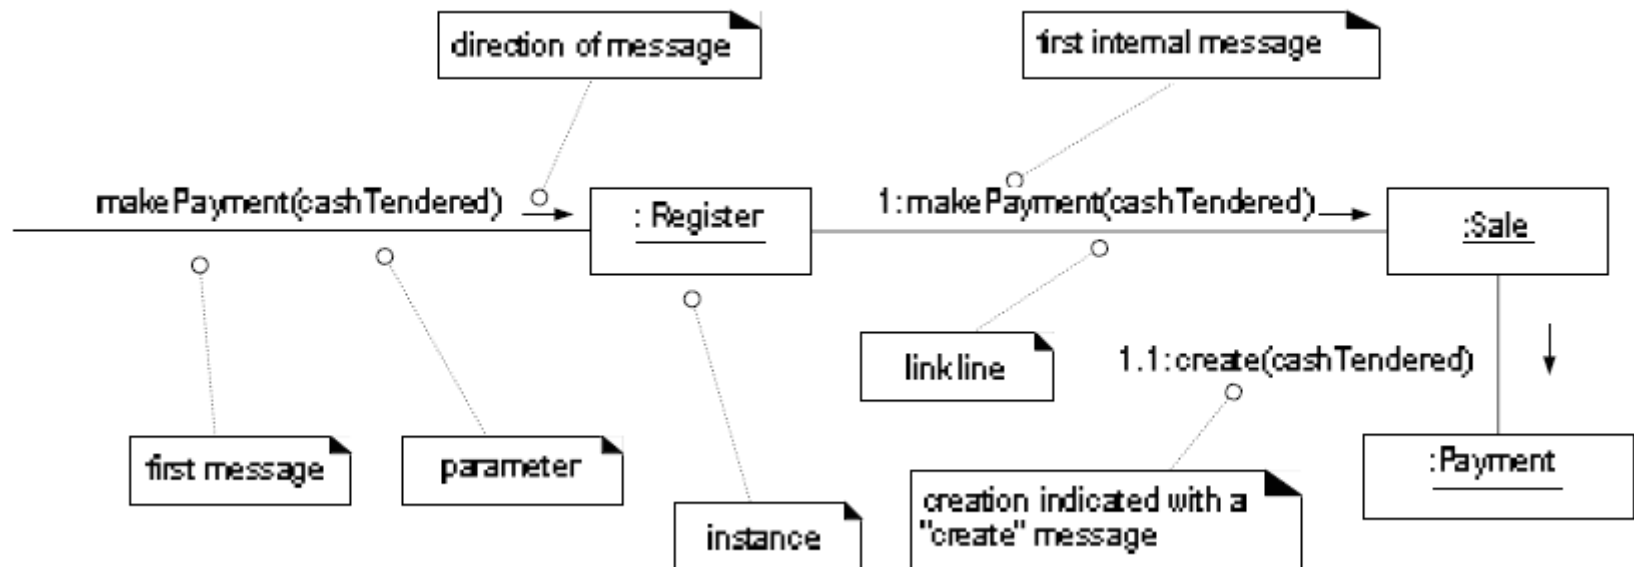 direction of message
first internal message
makePayment(cashTendered)
: Register
1:makePayment(cashTendered)
:Sale
link line
1.1:create(cashTendered)
first message
parameter
:Payment
instance
creation indicated with a
"create" message